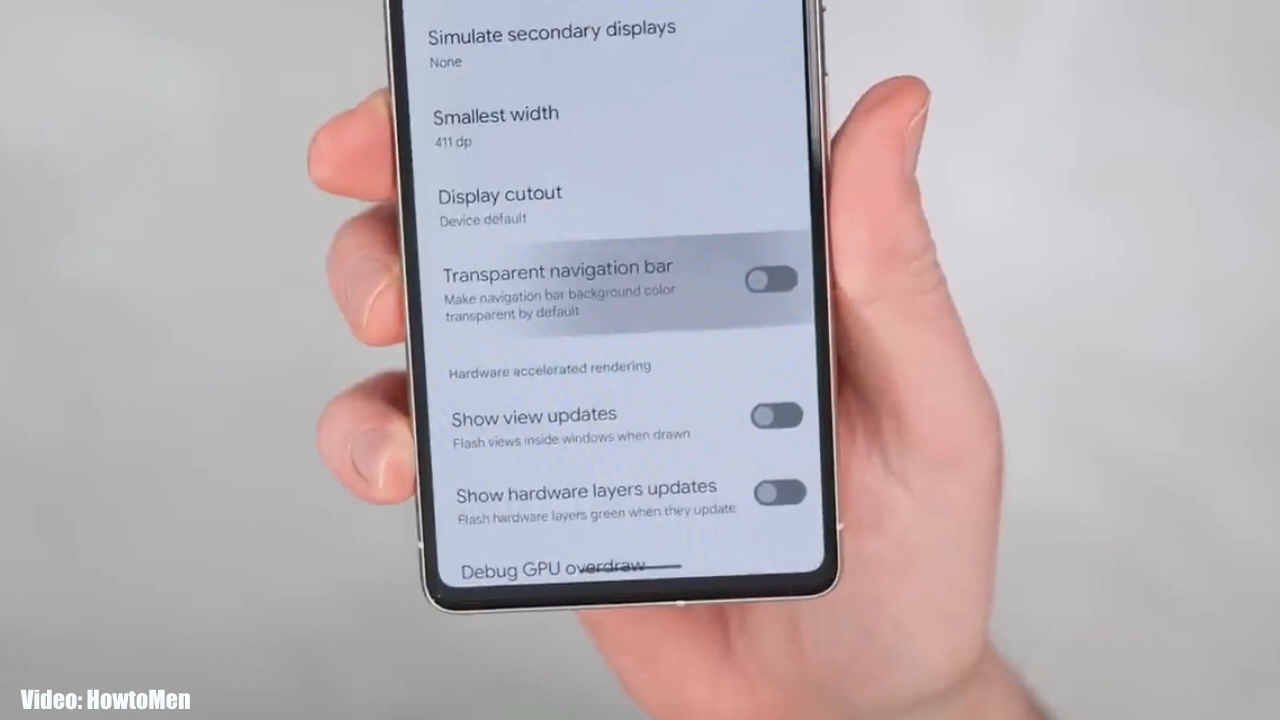 Simulate secondary displays
None
Smallest width
411 dp
Display cutout
Device default
Transparent navigation bar
Make navigation bar background color
transparent by default
Hardware accelerated rendering
Show view updates
Flash views inside windows when drawn
Show hardware layers updates
Flash hardware layers green when they update
Debug GPU overdraw
Video: HowtoMen